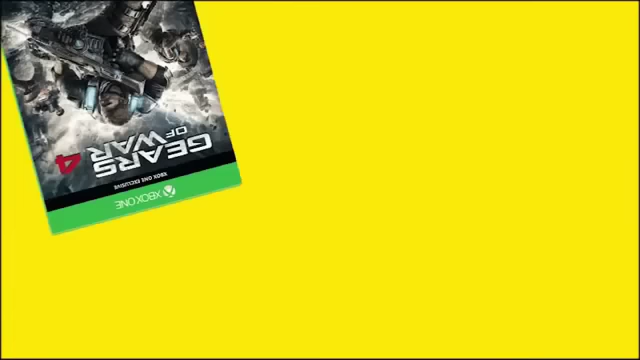 XBOX ONE
XBOX ONE EXCLUSIVE
GEARS
OF WAR
4